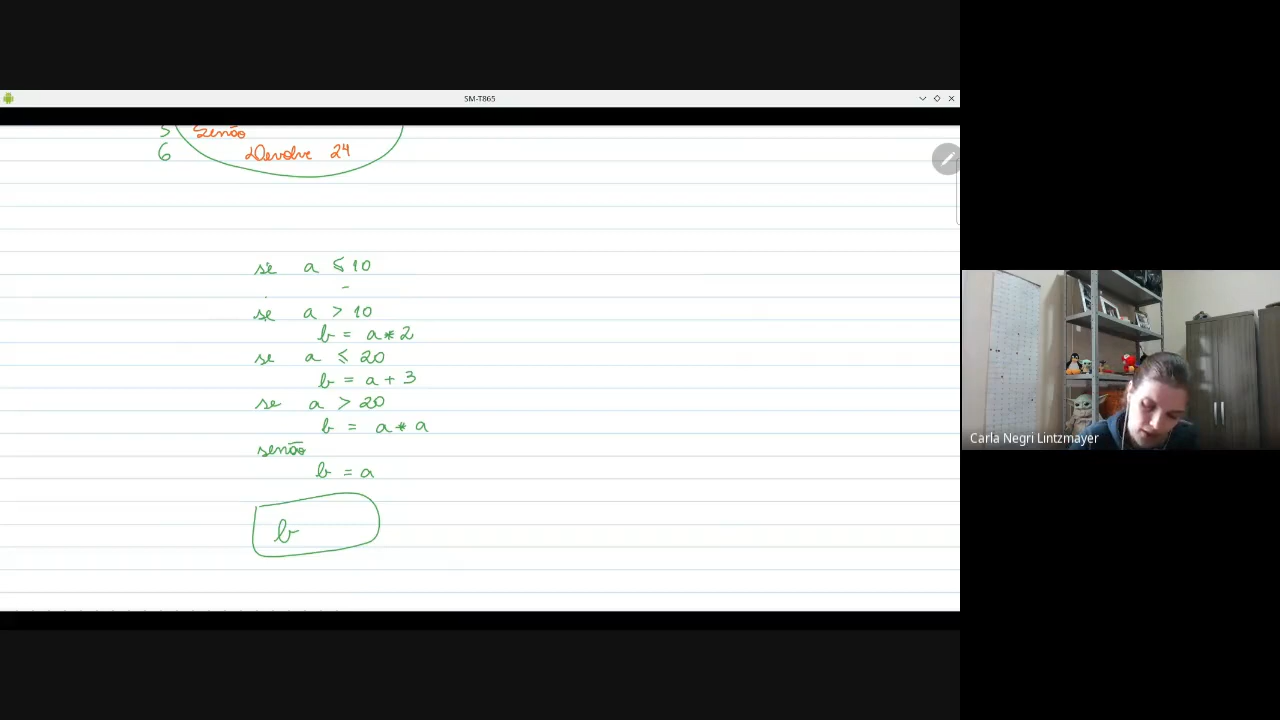 SM-T865
5 Senão
6 Devolve 24
se a ≤ 10
-
se a > 10
b = a * 2
se a ≤ 20
b = a + 3
se a > 20
b = a * a
senão
b = a
b
Carla Negri Lintzmayer